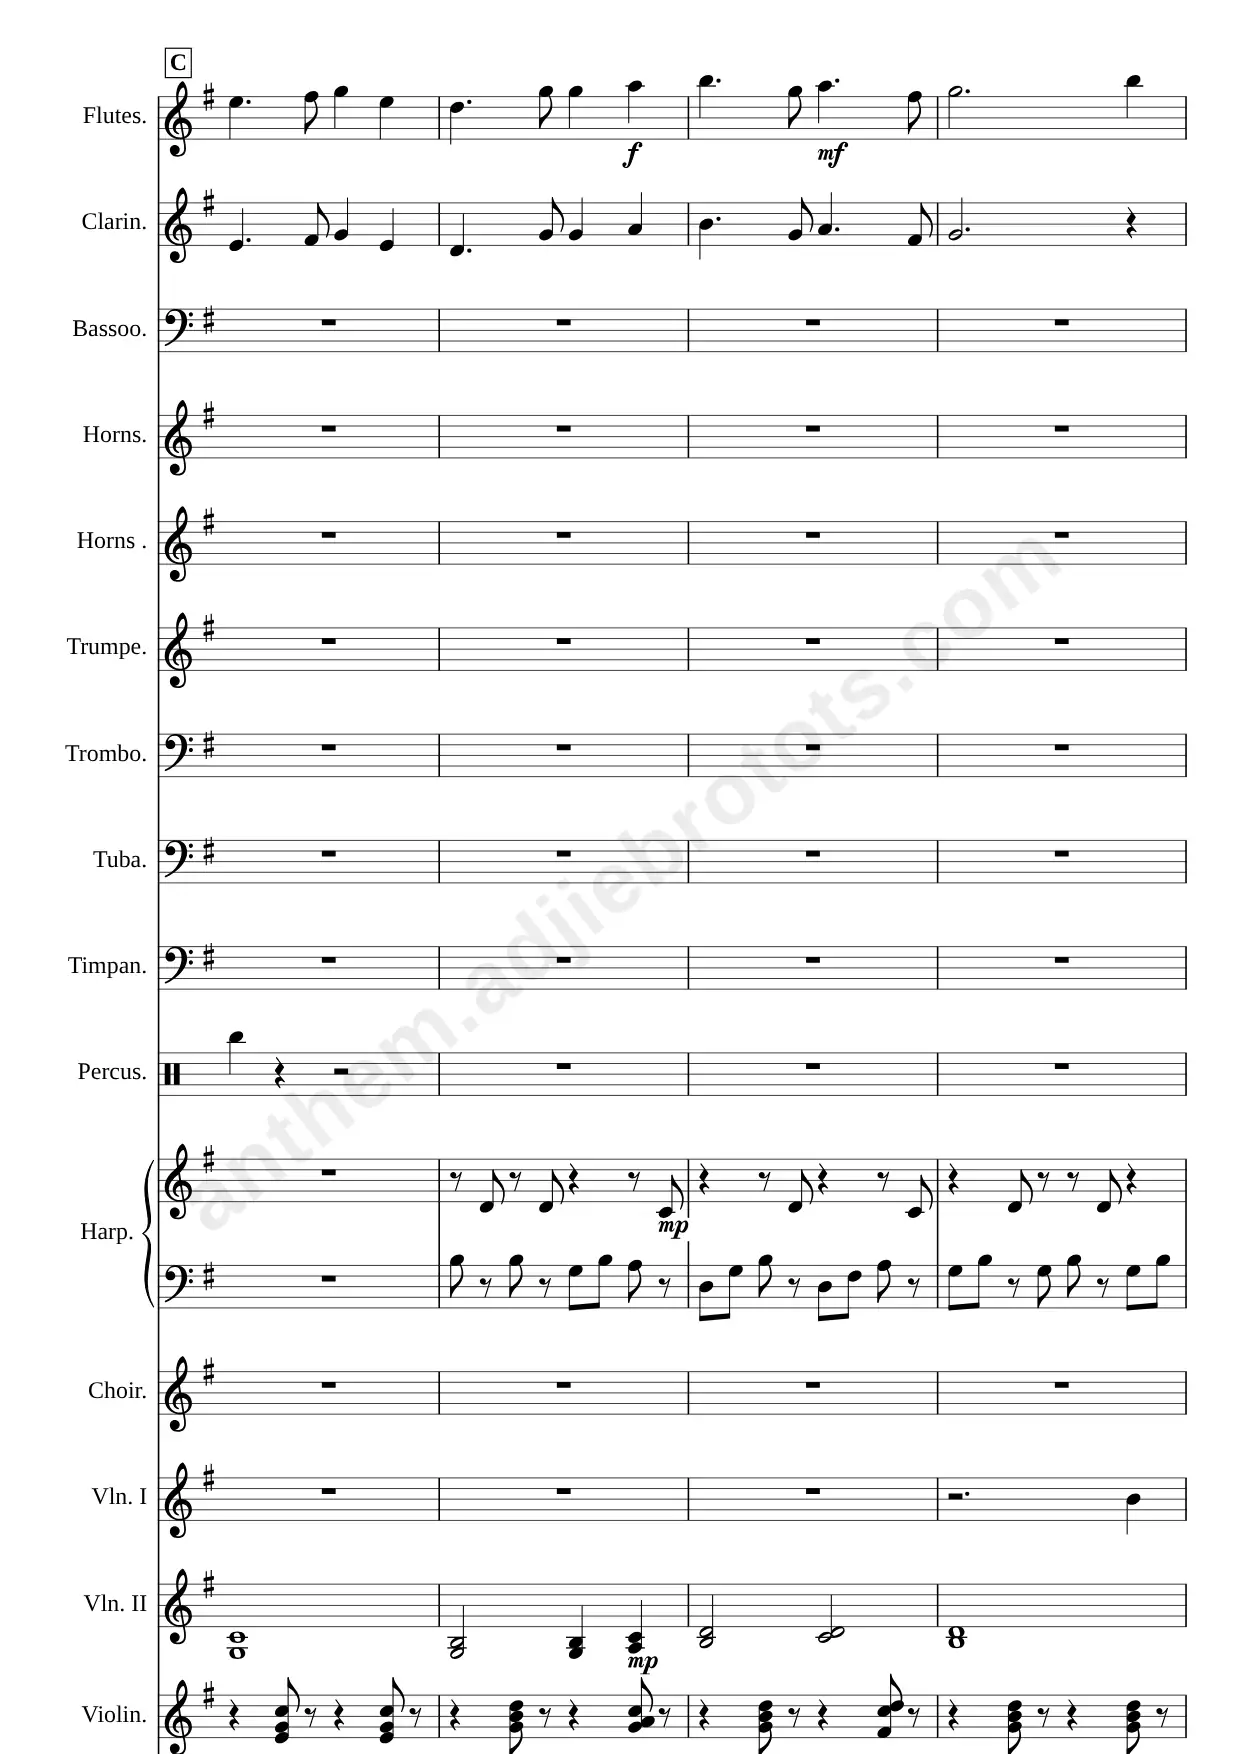 C
Flutes.
f
mf
Clarin.
Bassoo.
Horns.
Horns .
Trumpe.
Trombo.
Tuba.
Timpan.
Percus.
Harp.
mp
Choir.
Vln. I
Vln. II
mp
Violin.
anthem.adjiebrotots.com